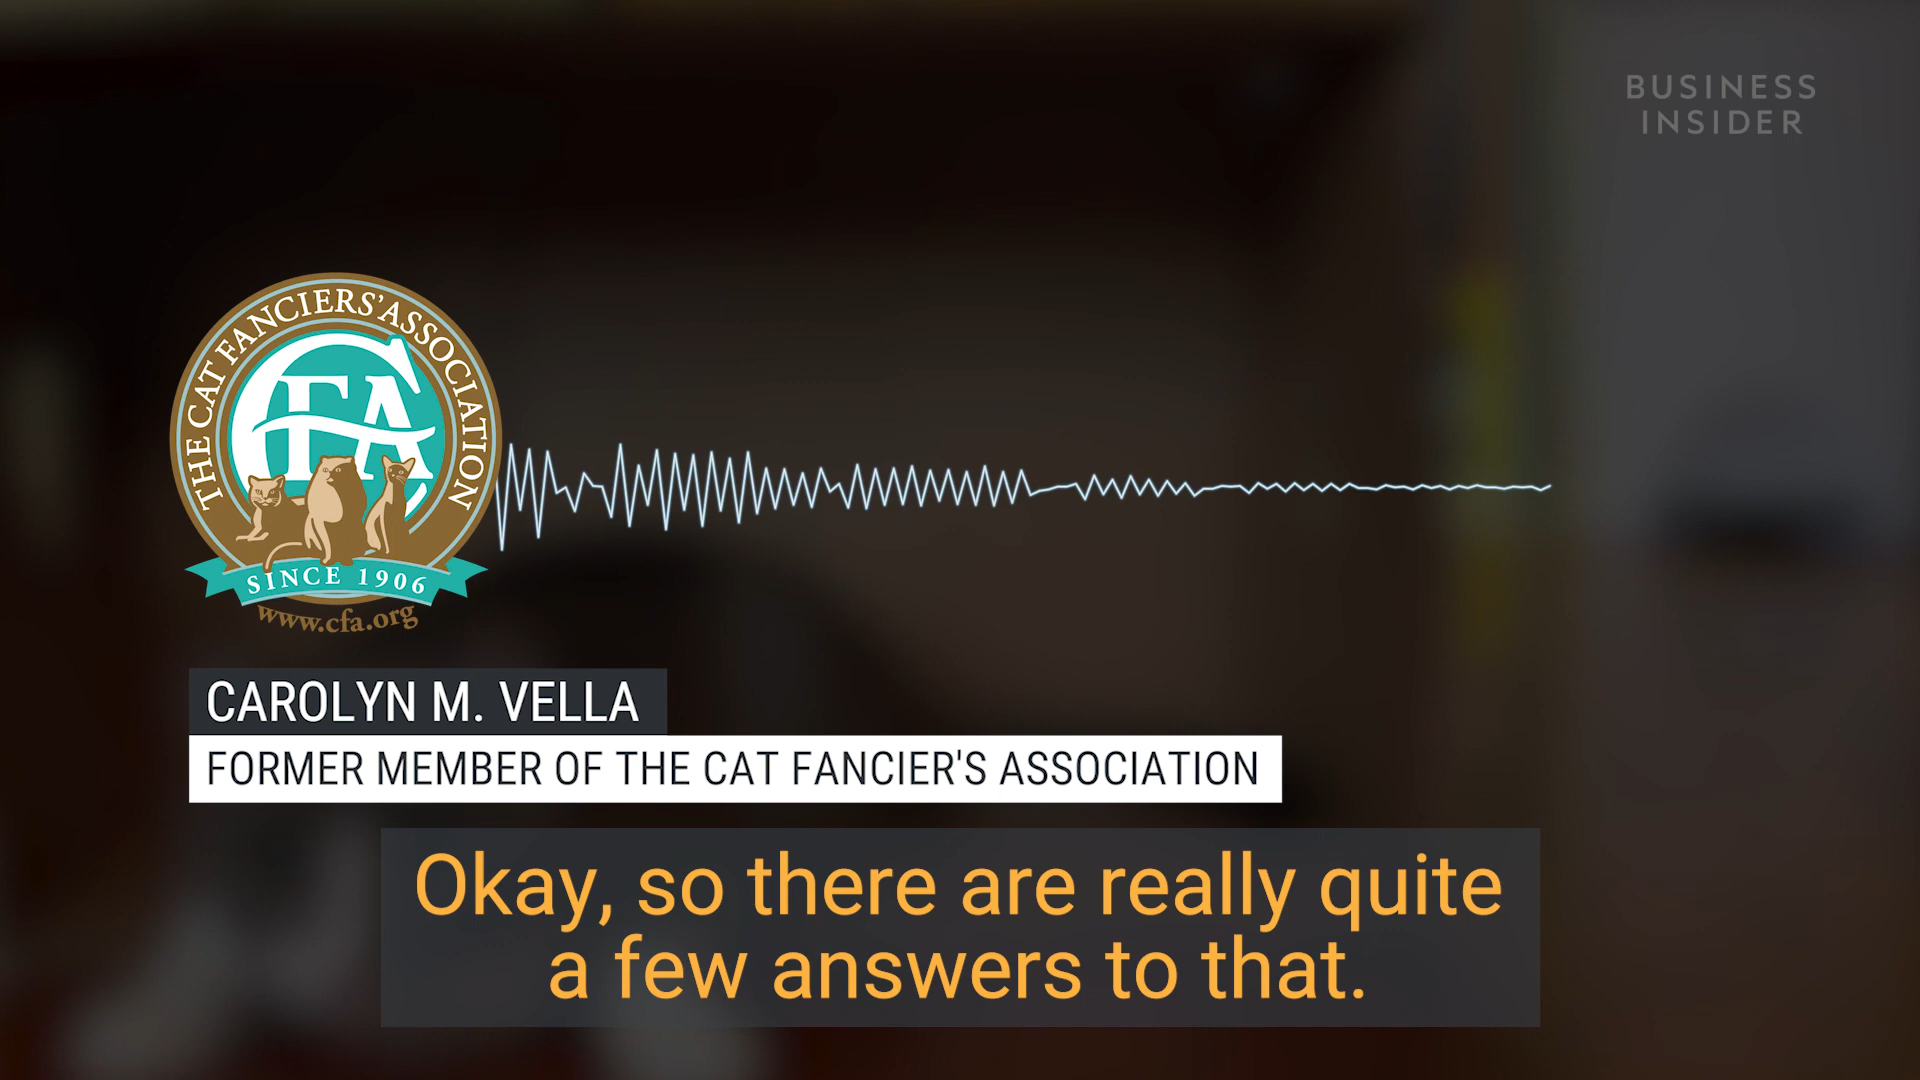 BUSINESS
INSIDER
THE CAT FANCIERS' ASSOCIATION
CFA
SINCE 1906
www.cfa.org
CAROLYN M. VELLA
FORMER MEMBER OF THE CAT FANCIER'S ASSOCIATION
Okay, so there are really quite
a few answers to that.